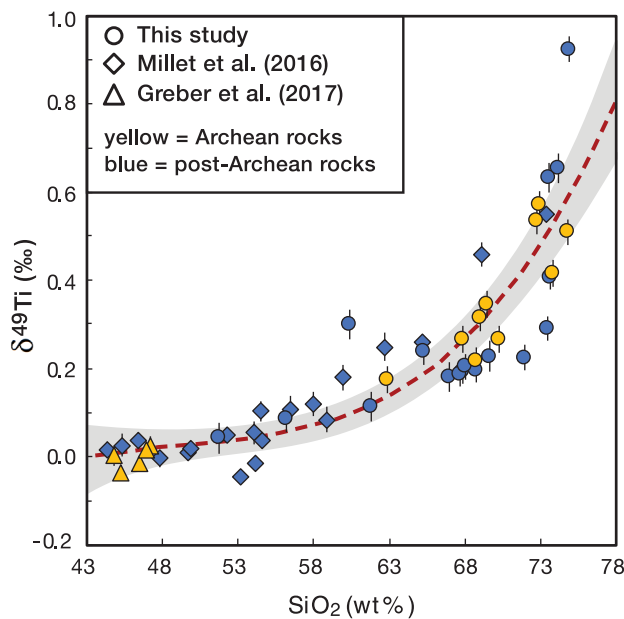 This study
Millet et al. (2016)
Greber et al. (2017)
yellow = Archean rocks
blue = post-Archean rocks
δ⁴⁹Ti (‰)
1.0
0.8
0.6
0.4
0.2
0.0
-0.2
43 48 53 58 63 68 73 78
SiO₂ (wt%)